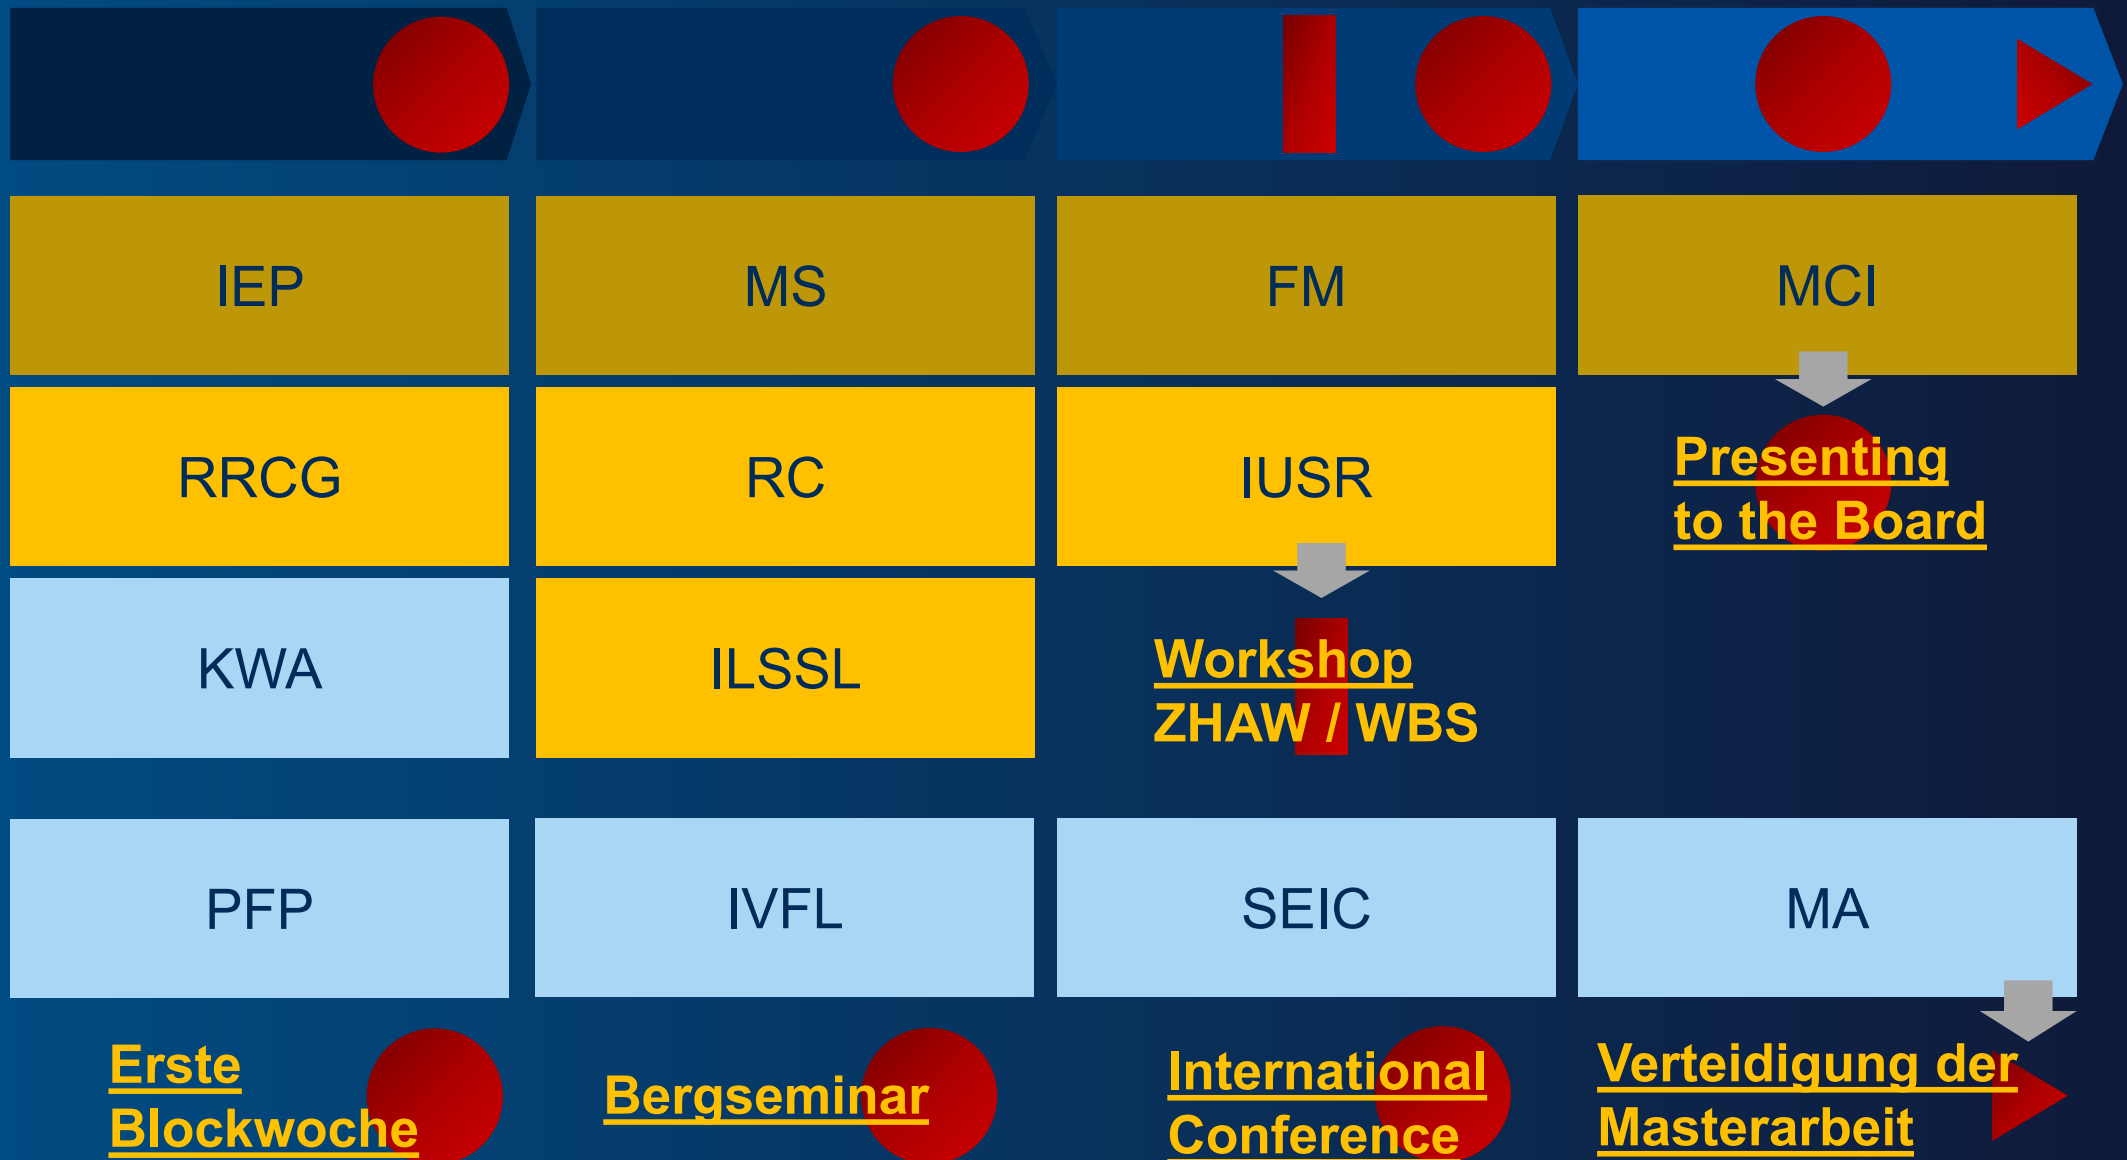 IEP
MS
FM
MCI
RRCG
RC
IUSR
Presenting
to the Board
KWA
ILSSL
Workshop
ZHAW / WBS
PFP
IVFL
SEIC
MA
Erste
Blockwoche
Bergseminar
International
Conference
Verteidigung der
Masterarbeit